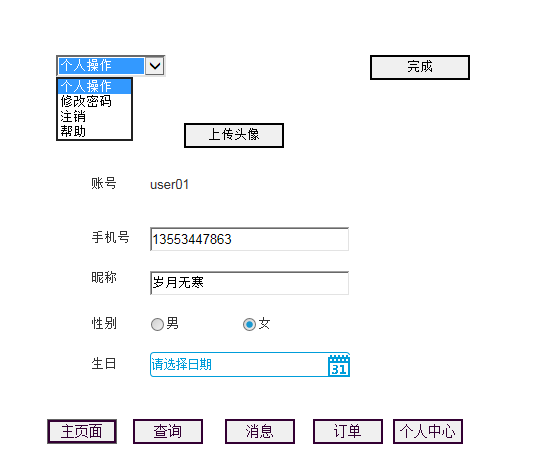 个人操作 完成
个人操作
修改密码
注销
帮助
上传头像
账号 user01
手机号 13553447863
昵称 岁月无寒
性别 男 女
生日 请选择日期 31
主页面 查询 消息 订单 个人中心